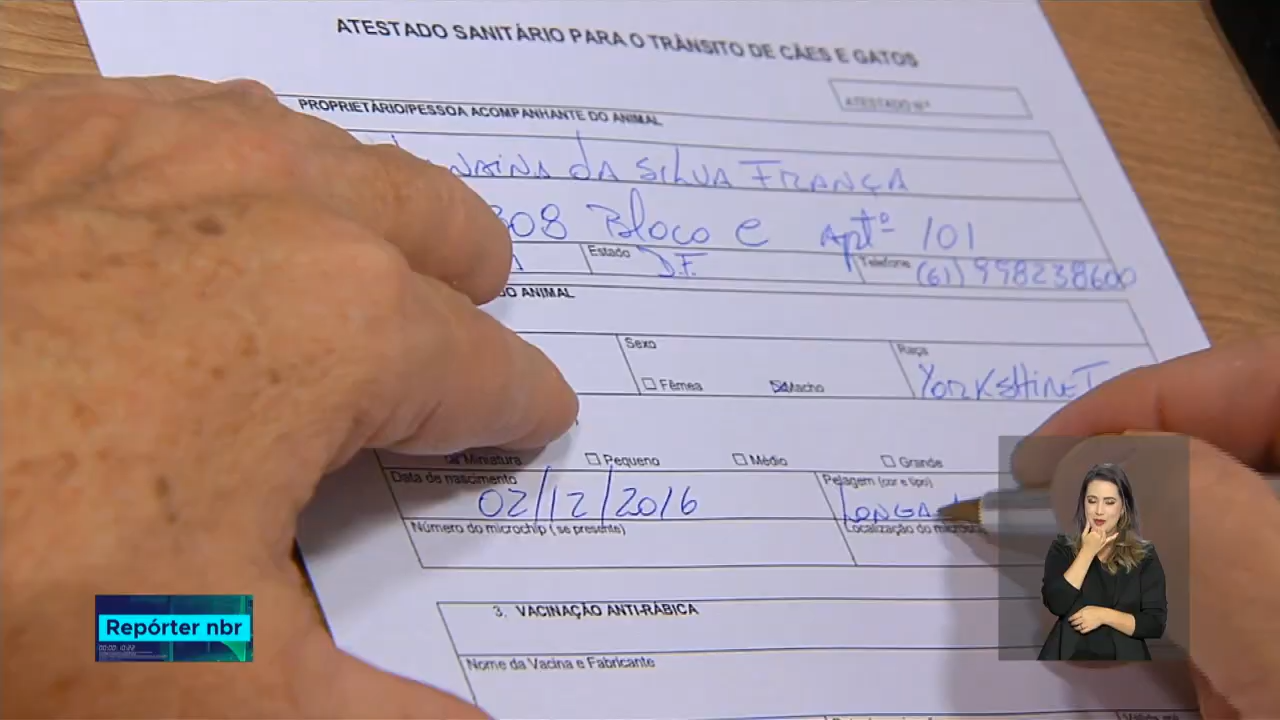 ATESTADO SANITÁRIO PARA O TRÂNSITO DE CÃES E GATOS
ATESTADO Nº
PROPRIETÁRIO/PESSOA ACOMPANHANTE DO ANIMAL
DA SILVA FRANÇA
308 Bloco e Aptº 101
Estado DF. Telefone (61) 998238600
DO ANIMAL
Sexo Raça
Fêmea Macho YORKSHIRE T
Miniatura Pequeno Médio Grande
Data de nascimento Pelagem (cor e tipo)
02/12/2016 LONGA
Número do microchip ( se presente) Localização do
3. VACINAÇÃO ANTI-RÁBICA
Nome da Vacina e Fabricante
Repórter nbr